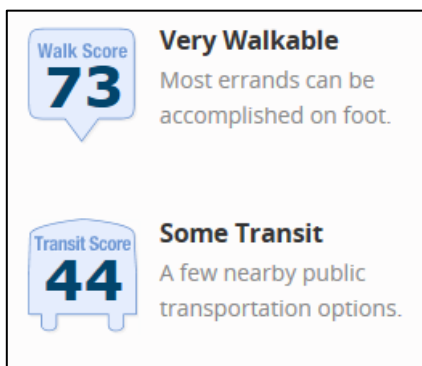 Walk Score
73
Very Walkable
Most errands can be
accomplished on foot.
Transit Score
44
Some Transit
A few nearby public
transportation options.